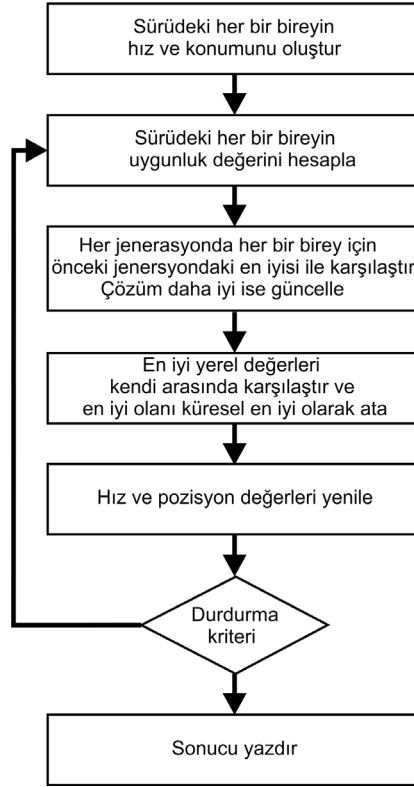 Sürüdeki her bir bireyin
hız ve konumunu oluştur
Sürüdeki her bir bireyin
uygunluk değerini hesapla
Her jenerasyonda her bir birey için
önceki jenersyondaki en iyisi ile karşılaştır
Çözüm daha iyi ise güncelle
En iyi yerel değerleri
kendi arasında karşılaştır ve
en iyi olanı küresel en iyi olarak ata
Hız ve pozisyon değerleri yenile
Durdurma
kriteri
Sonucu yazdır